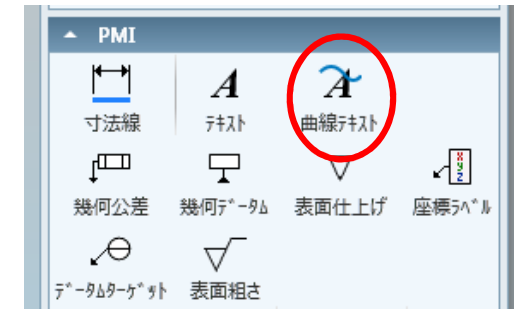 PMI
寸法線 ﾃｷｽﾄ 曲線ﾃｷｽﾄ
幾何公差 幾何ﾃﾞｰﾀﾑ 表面仕上げ 座標ﾗﾍﾞﾙ
ﾃﾞｰﾀﾑﾀｰｹﾞｯﾄ 表面粗さ